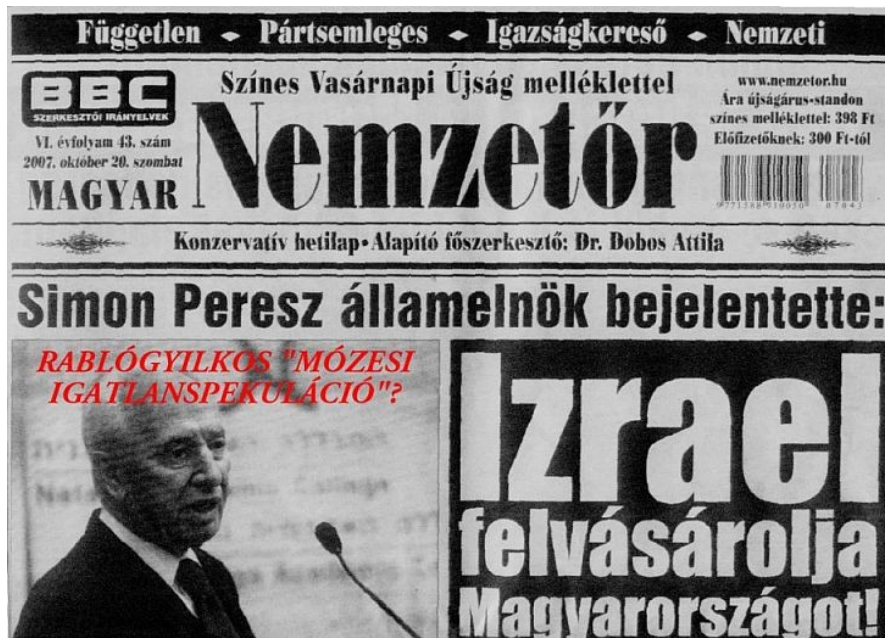 Független Pártsemleges Igazságkereső Nemzeti
BBC
SZERKESZTŐI IRÁNYELVEK
VI. évfolyam 43. szám
2007. október 20. szombat
MAGYAR
Színes Vasárnapi Újság melléklettel
Nemzetőr
www.nemzetor.hu
Ára újságárus-standon
színes melléklettel: 398 Ft
Előfizetőknek: 300 Ft-tól
Konzervatív hetilap•Alapító főszerkesztő: Dr. Dobos Attila
Simon Peresz államelnök bejelentette:
RABLÓGYILKOS "MÓZESI
IGATLANSPEKULÁCIÓ"?
Izrael
felvásárolja
Magyarországot!